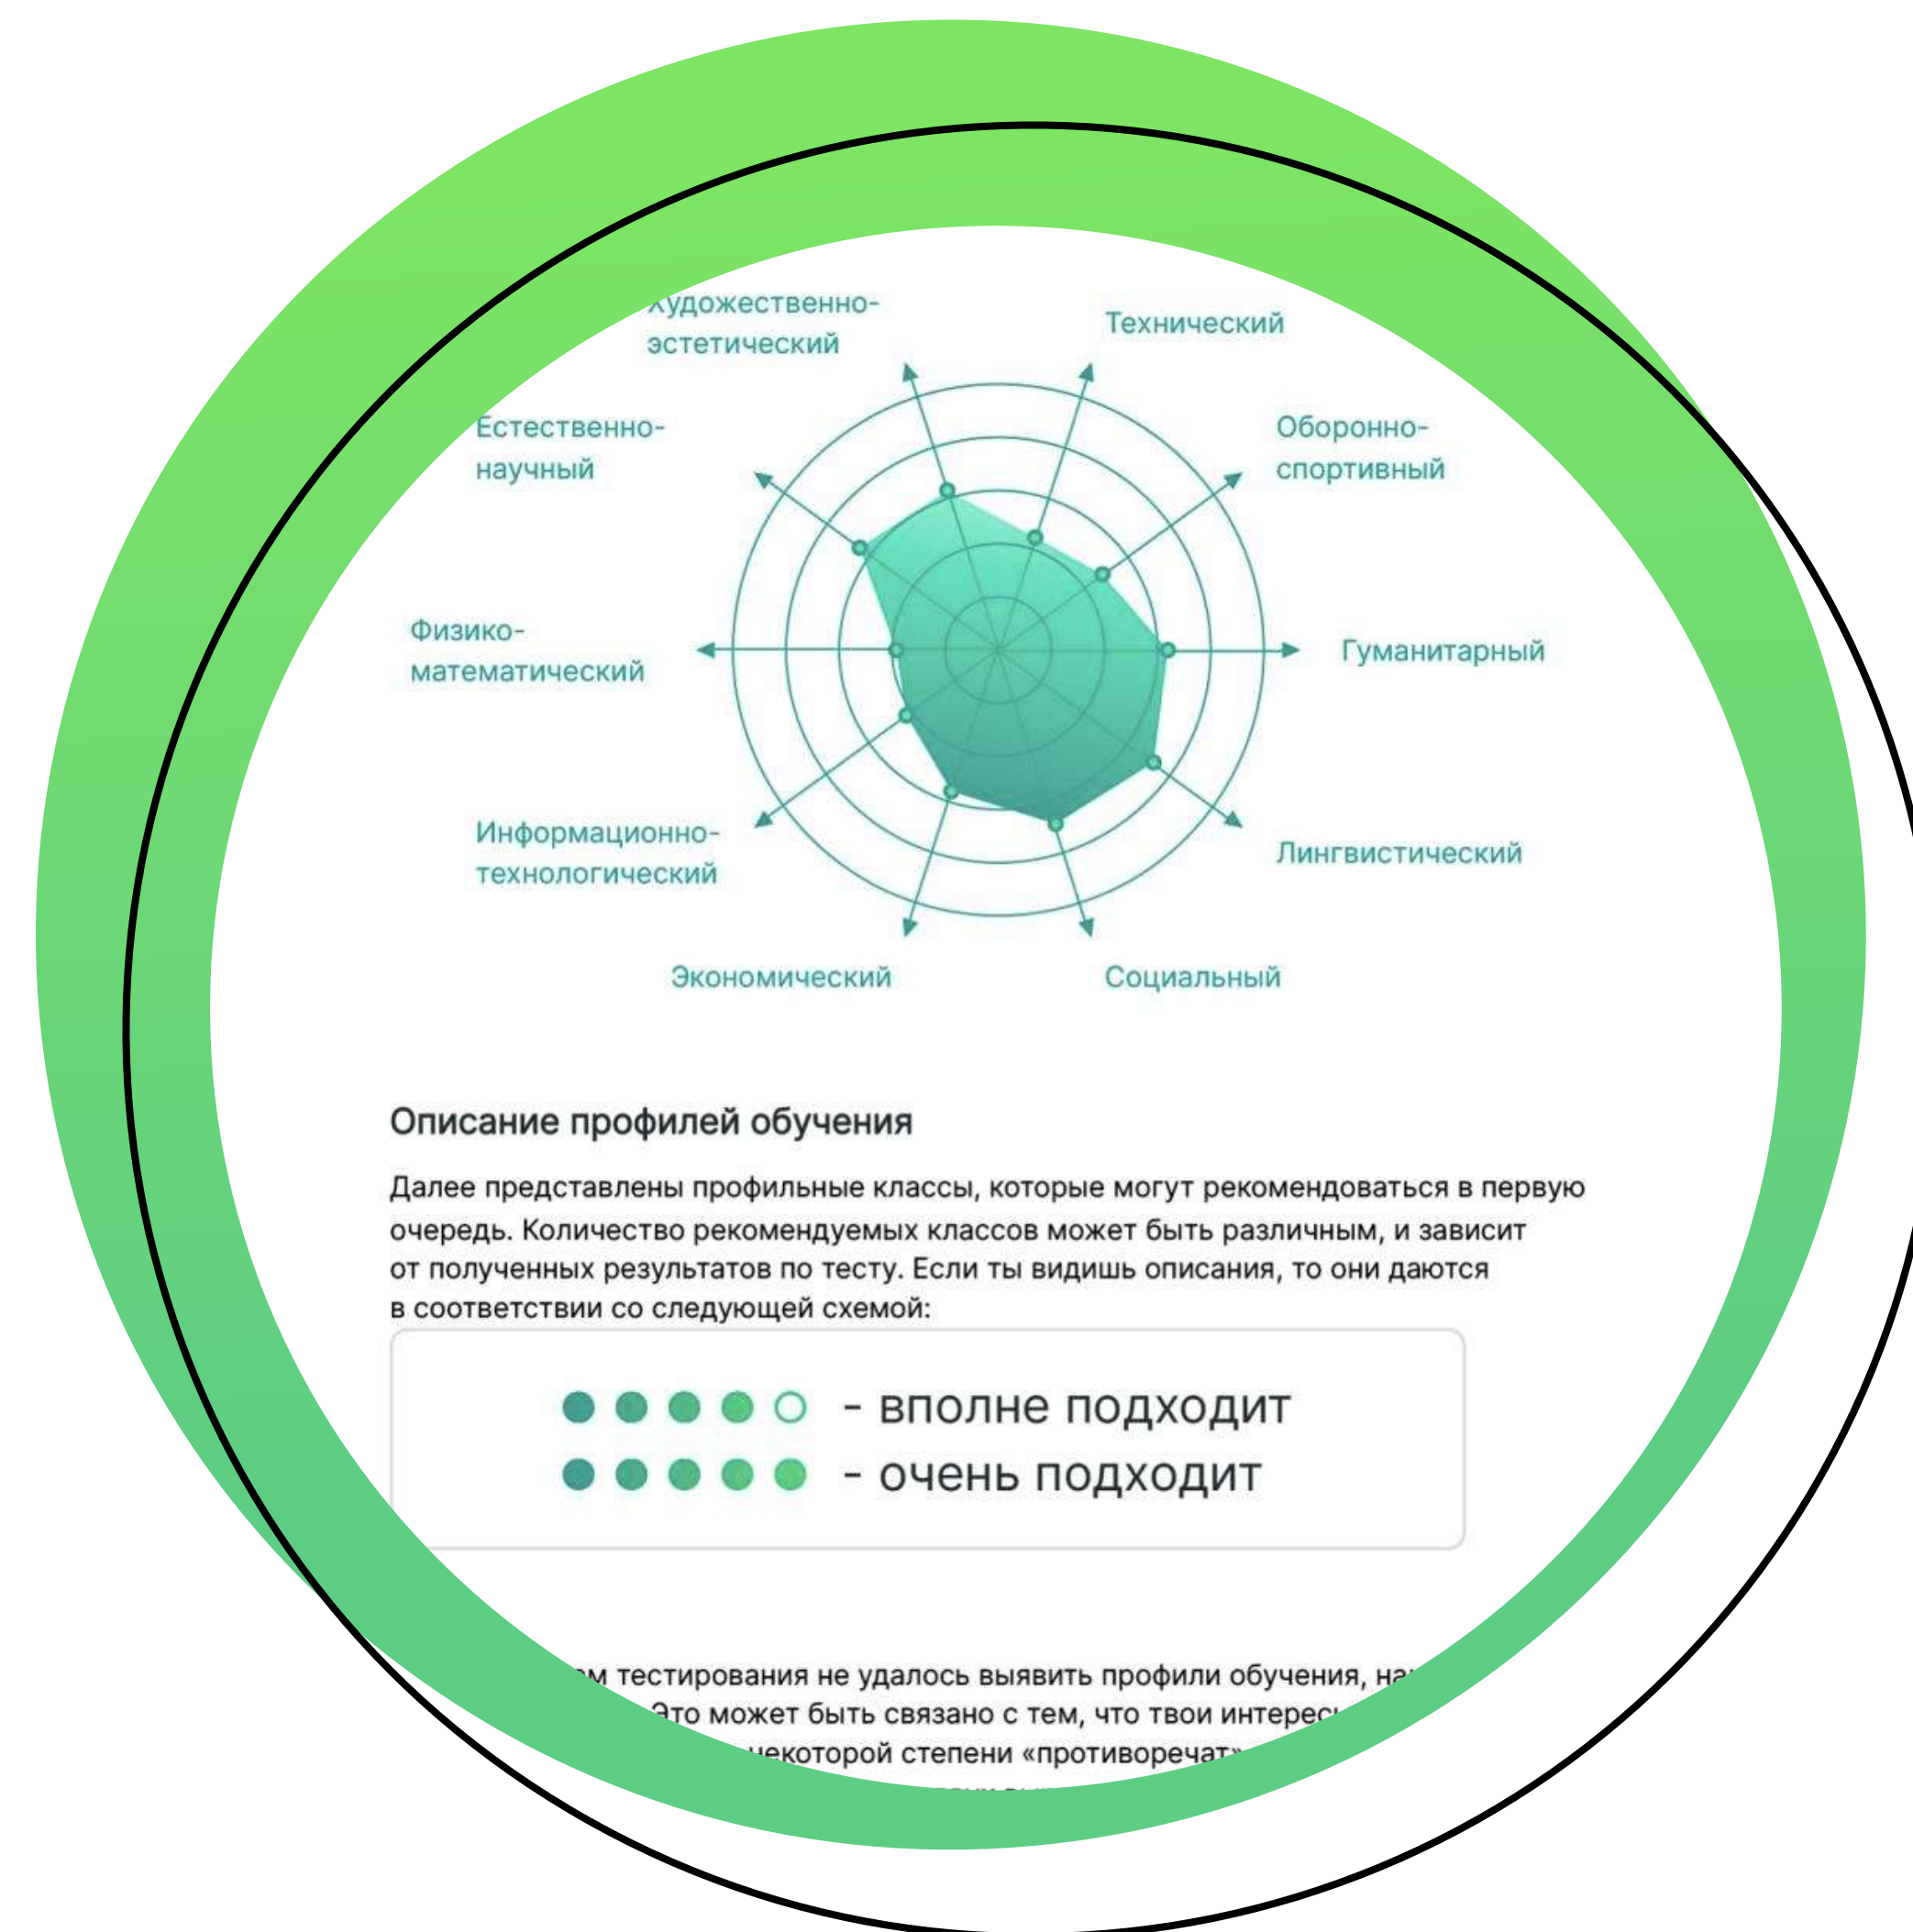 Художественно-
эстетический
Технический
Естественно-
научный
Оборонно-
спортивный
Физико-
математический
Гуманитарный
Информационно-
технологический
Лингвистический
Экономический
Социальный
Описание профилей обучения
Далее представлены профильные классы, которые могут рекомендоваться в первую
очередь. Количество рекомендуемых классов может быть различным, и зависит
от полученных результатов по тесту. Если ты видишь описания, то они даются
в соответствии со следующей схемой:
- вполне подходит
- очень подходит
тестирования не удалось выявить профили обучения,
Это может быть связано с тем, что твои
некоторой степени «противоречат»